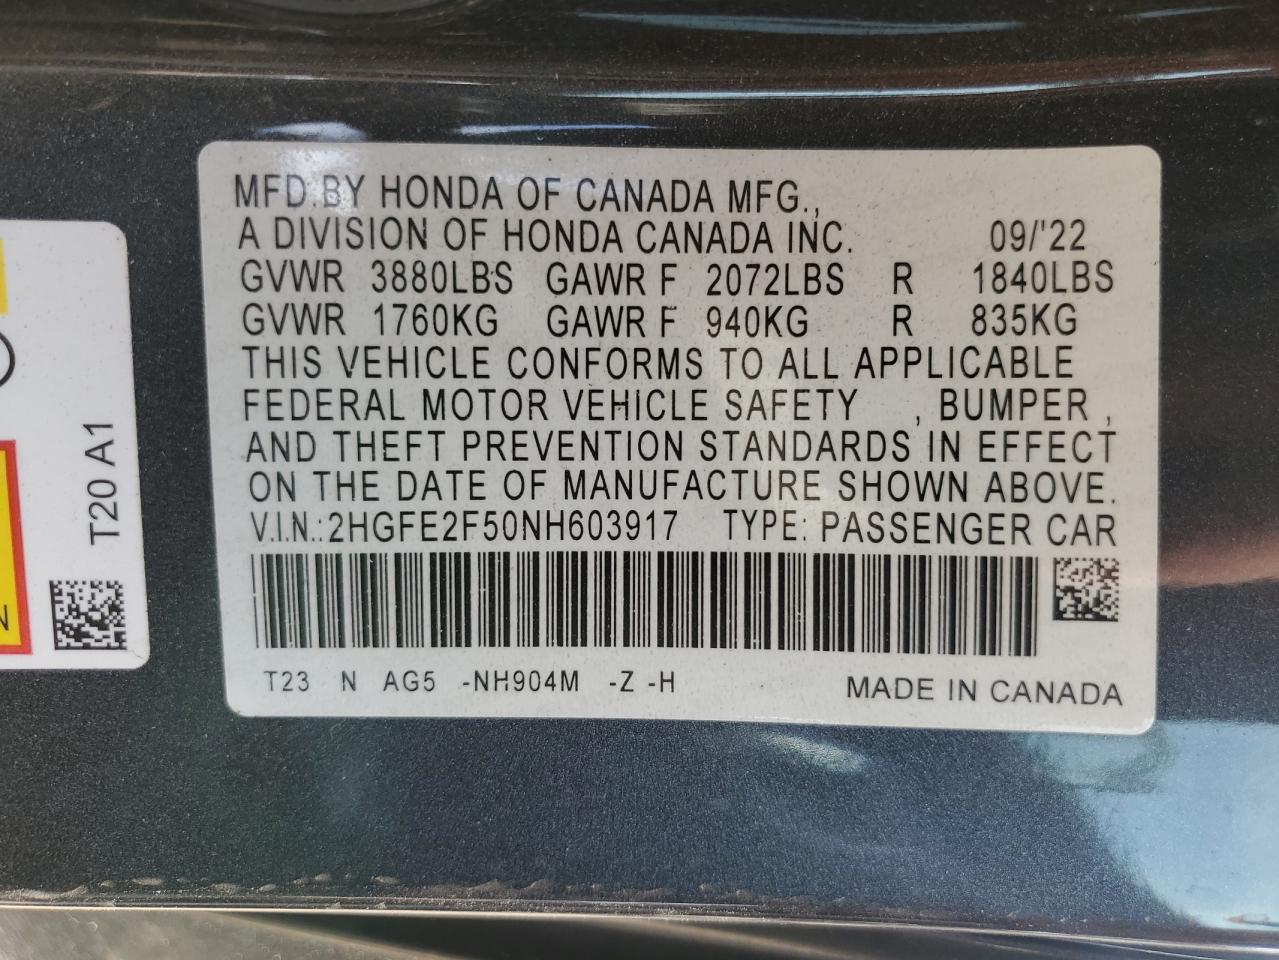 MFD BY HONDA OF CANADA MFG.,
A DIVISION OF HONDA CANADA INC. 09/'22
GVWR 3880LBS GAWR F 2072LBS R 1840LBS
GVWR 1760KG GAWR F 940KG R 835KG
THIS VEHICLE CONFORMS TO ALL APPLICABLE
FEDERAL MOTOR VEHICLE SAFETY , BUMPER ,
AND THEFT PREVENTION STANDARDS IN EFFECT
ON THE DATE OF MANUFACTURE SHOWN ABOVE.
V.I.N.:2HGFE2F50NH603917 TYPE: PASSENGER CAR
T23 N AG5 -NH904M -Z -H MADE IN CANADA
T20 A1
N